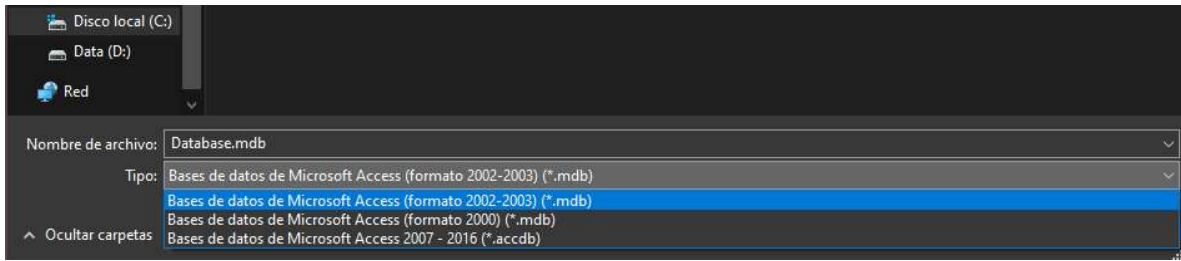 Disco local (C:)
Data (D:)
Red
Nombre de archivo: Database.mdb
Tipo: Bases de datos de Microsoft Access (formato 2002-2003) (*.mdb)
Bases de datos de Microsoft Access (formato 2002-2003) (*.mdb)
Bases de datos de Microsoft Access (formato 2000) (*.mdb)
Ocultar carpetas Bases de datos de Microsoft Access 2007 - 2016 (*.accdb)